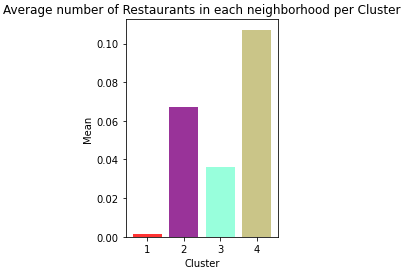 Average number of Restaurants in each neighborhood per Cluster
0.10
0.08
0.06
0.04
0.02
0.00
Mean
1 2 3 4
Cluster